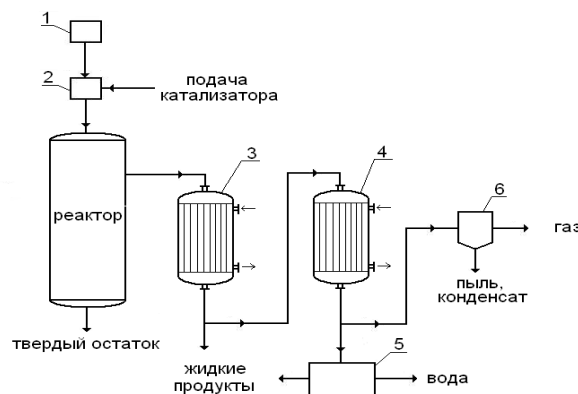 1
2
подача
катализатора
3
4
6
реактор
газ
пыль,
конденсат
твердый остаток
жидкие
продукты
5
вода